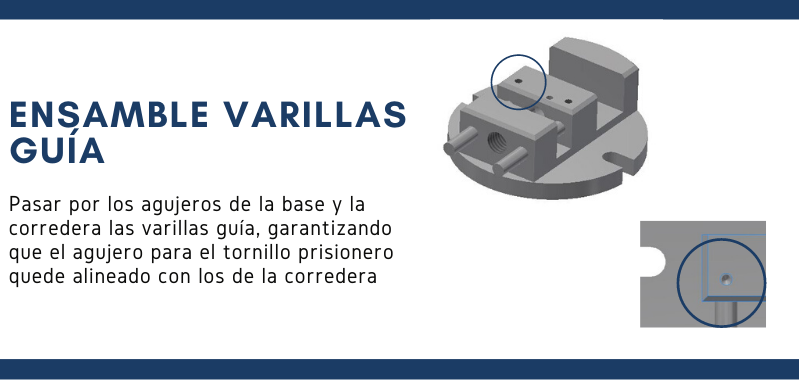 ENSAMBLE VARILLAS
GUÍA
Pasar por los agujeros de la base y la
corredera las varillas guía, garantizando
que el agujero para el tornillo prisionero
quede alineado con los de la corredera